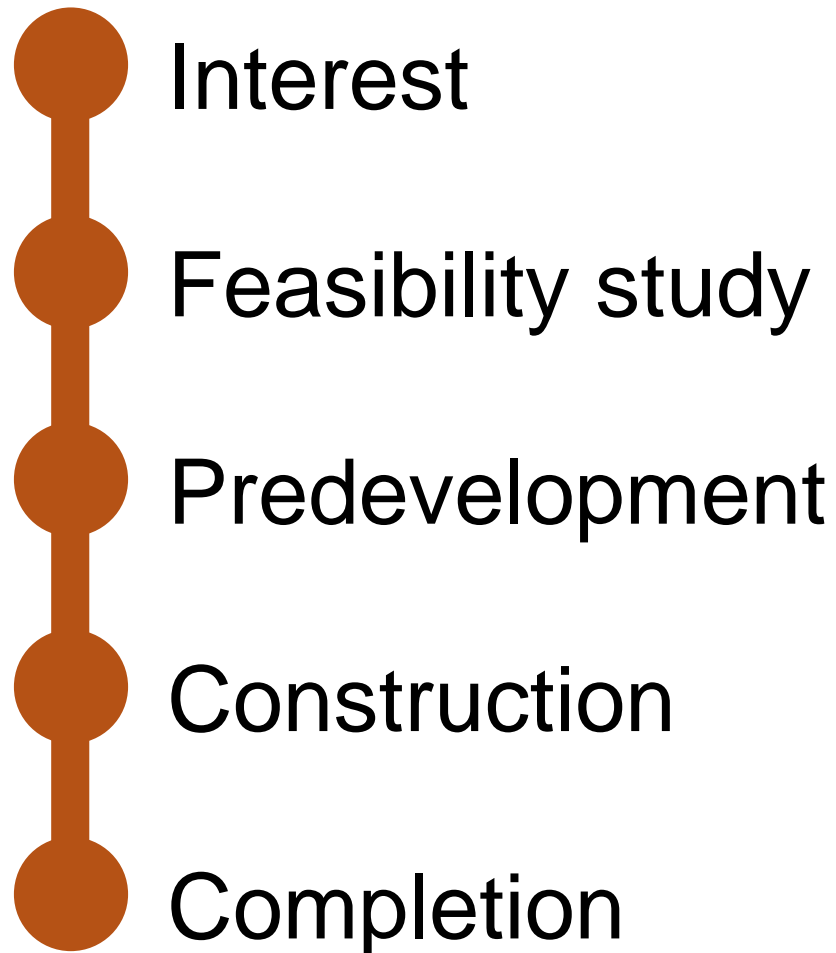 Interest
Feasibility study
Predevelopment
Construction
Completion